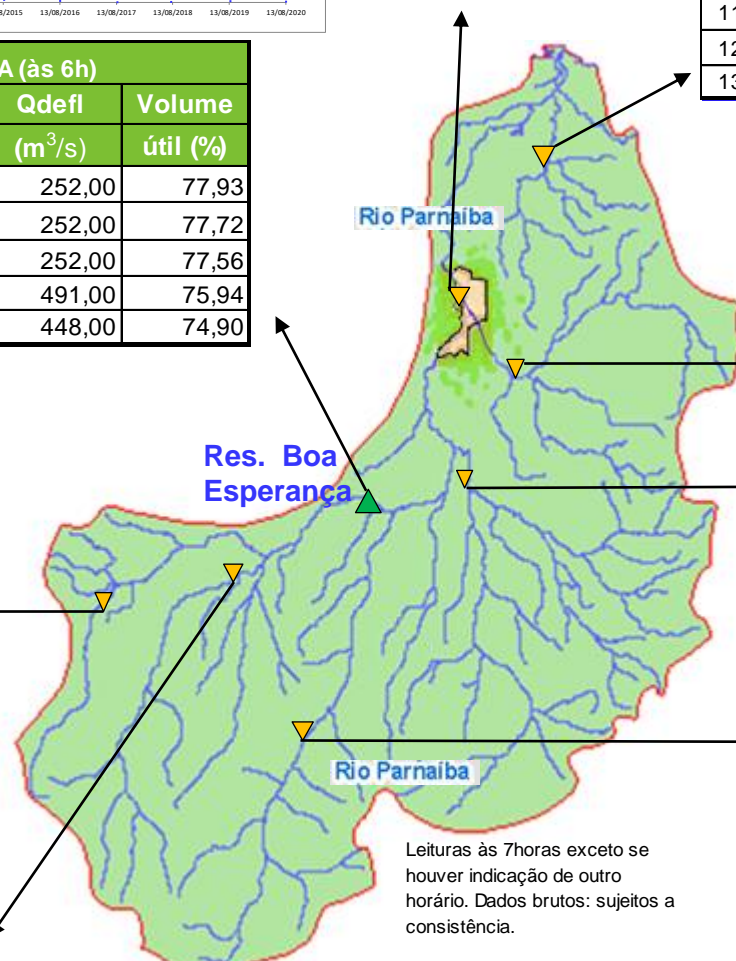 8/2015 13/08/2016 13/08/2017 13/08/2018 13/08/2019 13/08/2020
11
12
13
A (às 6h)
Qdefl Volume
(m³/s) útil (%)
252,00 77,93
252,00 77,72
252,00 77,56
491,00 75,94
448,00 74,90
Rio Parnaíba
Res. Boa
Esperança
Rio Parnaíba
Leituras às 7horas exceto se
houver indicação de outro
horário. Dados brutos: sujeitos a
consistência.